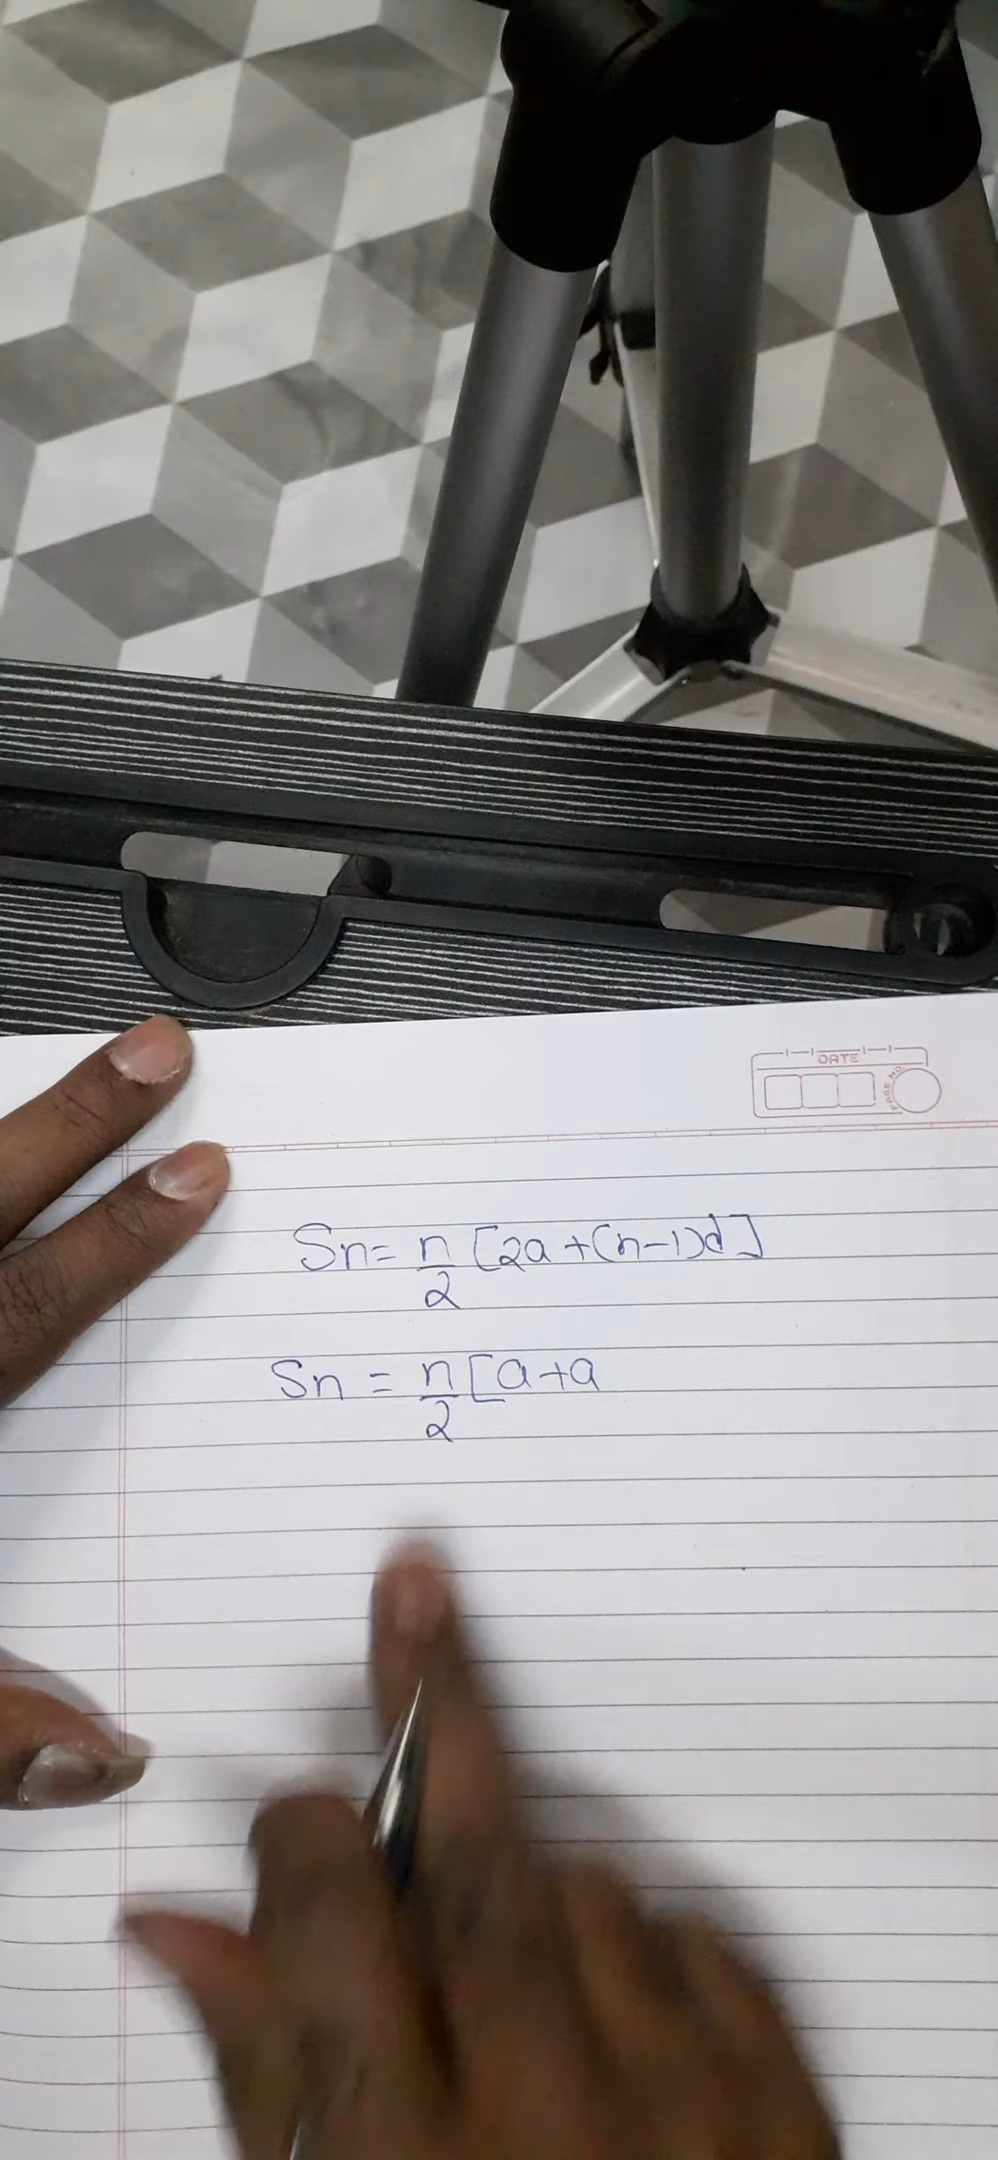 DATE
PAGE NO.
Sn = n/2 [2a + (n-1)d]
Sn = n/2 [a+a